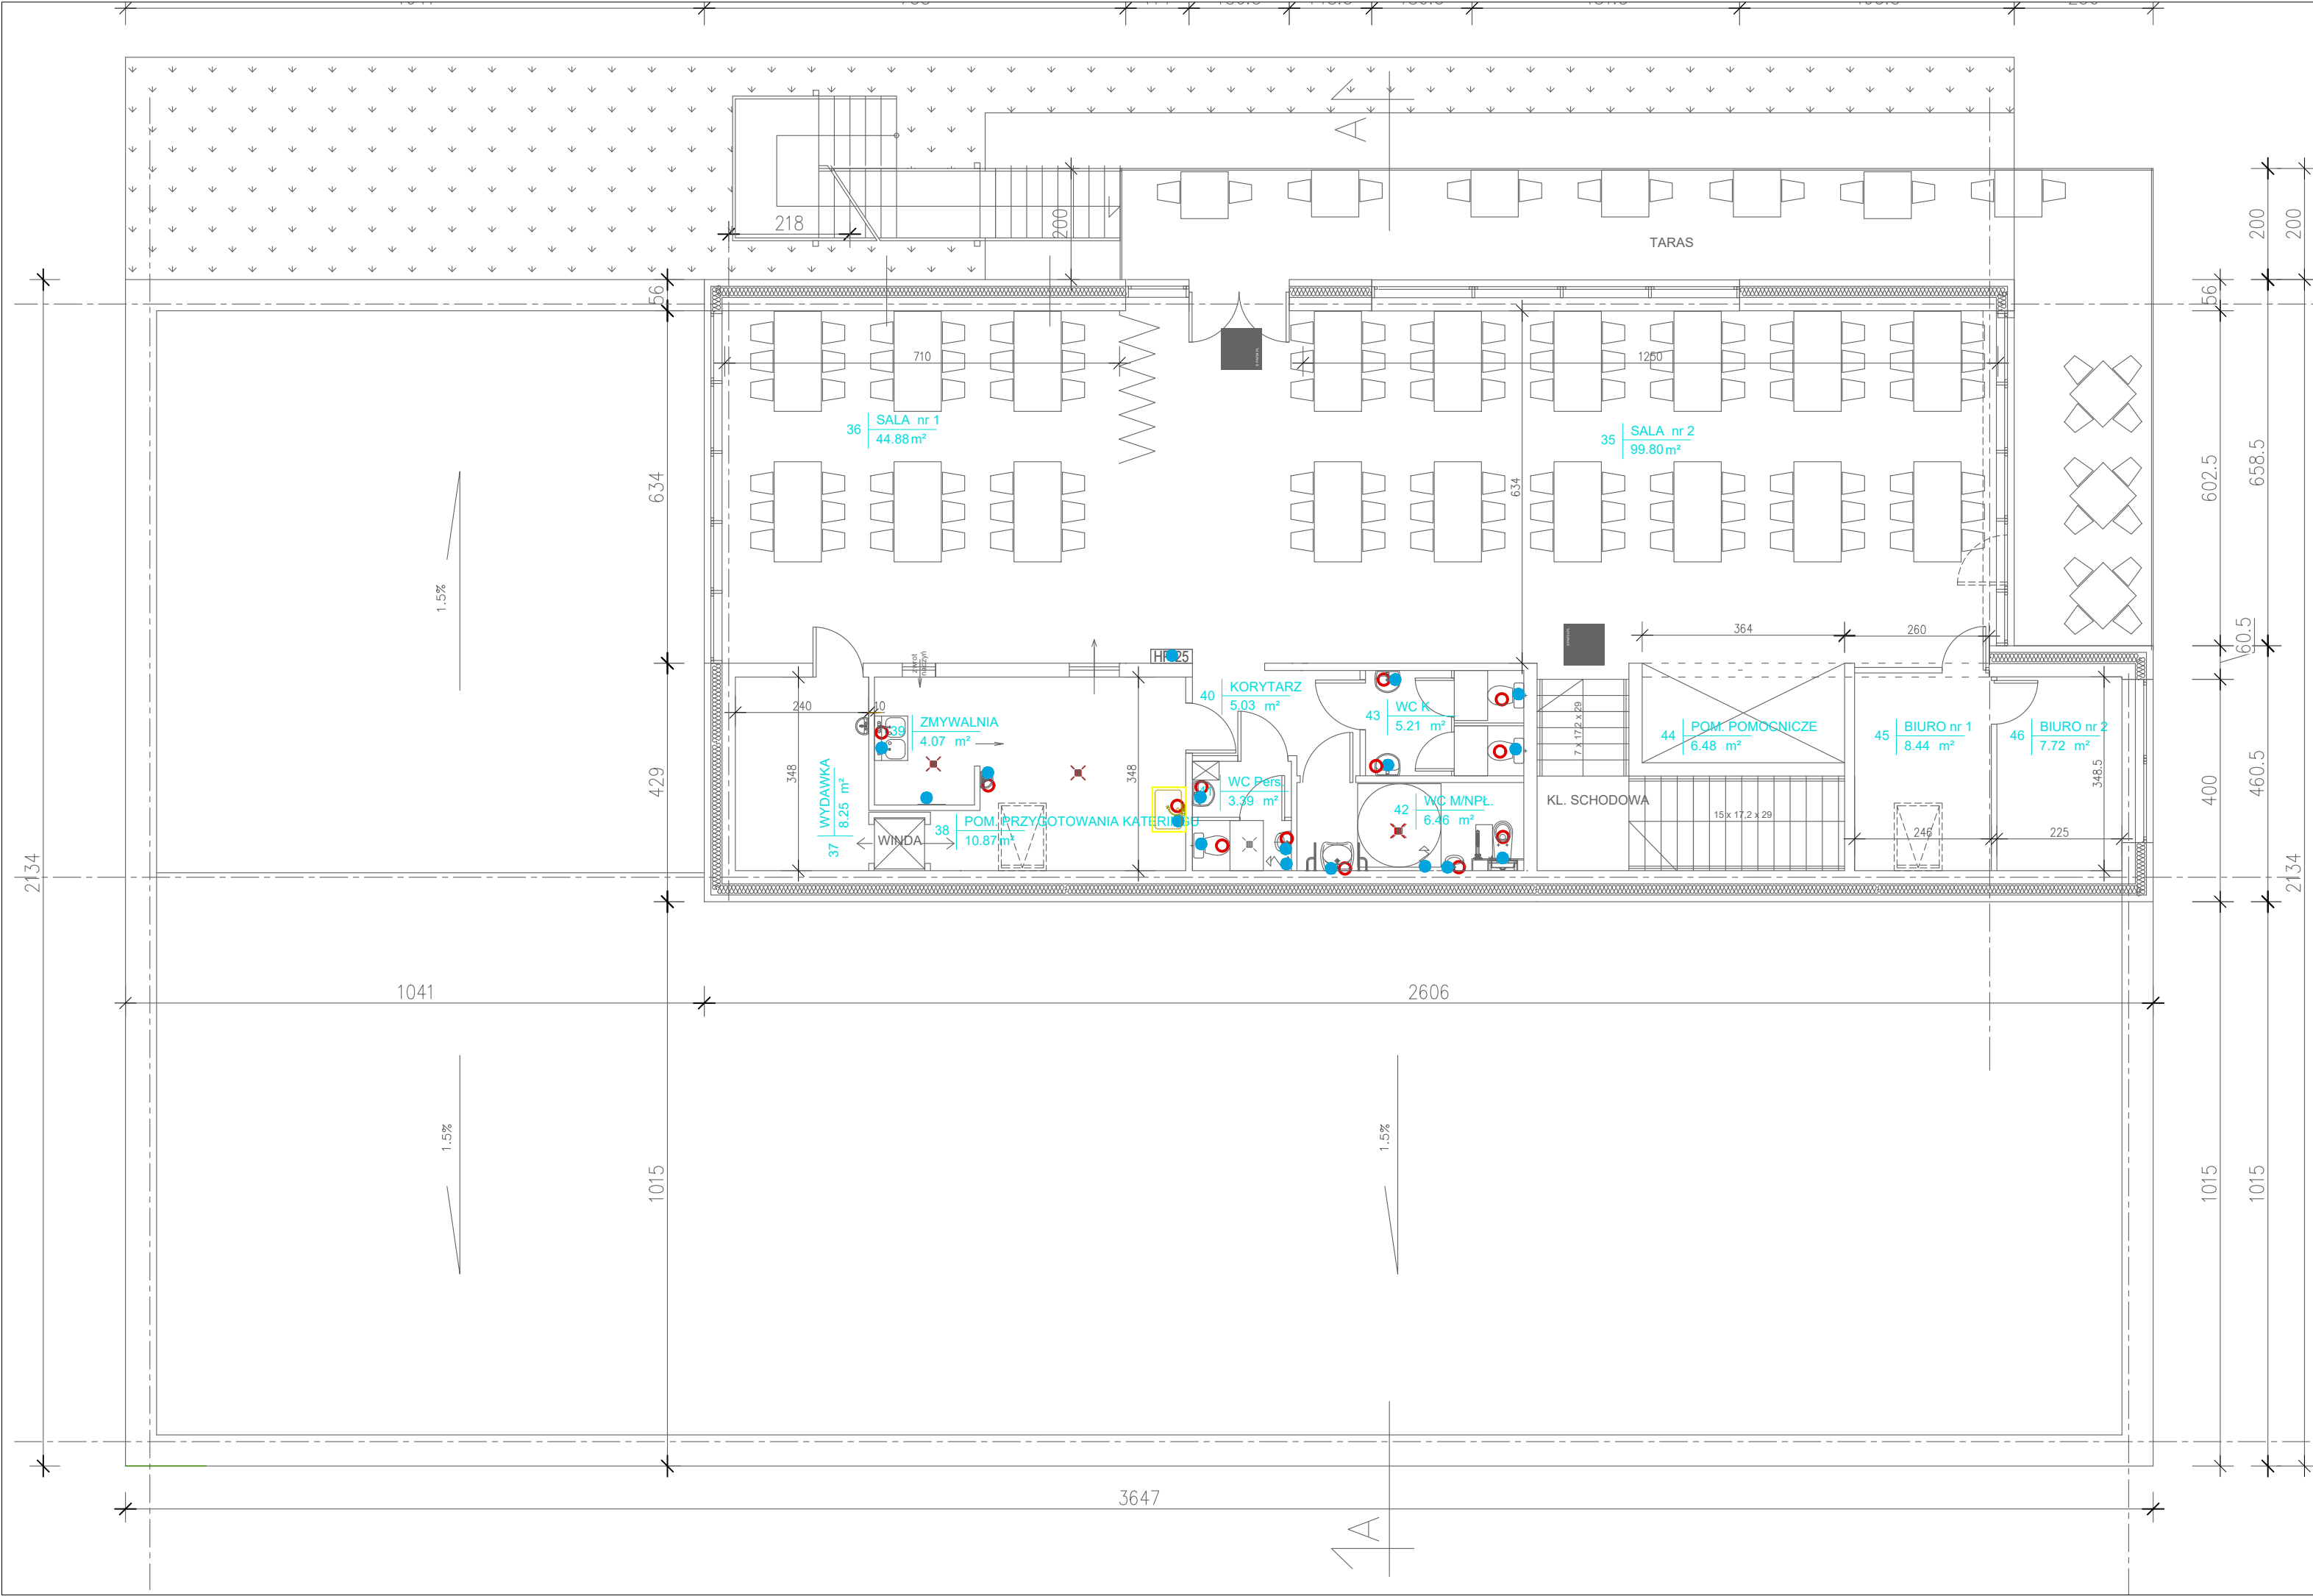 218
200
TARAS
200
200
56
56
710
1250
36 SALA nr 1
44.88 m²
35 SALA nr 2
99.80 m²
634
634
602.5
658.5
1.5%
364
260
60.5
HP 25
zwrot
naczyń
240
10
39 ZMYWALNIA
4.07 m²
40 KORYTARZ
5.03 m²
43 WC K
5.21 m²
7 x 17,2 x 29
44 POM. POMOCNICZE
6.48 m²
45 BIURO nr 1
8.44 m²
46 BIURO nr 2
7.72 m²
429
348
348
348.5
400
460.5
37 WYDAWKA
8.25 m²
WC Pers.
3.39 m²
42 WC M/NPŁ.
6.46 m²
KL. SCHODOWA
15 x 17,2 x 29
WINDA
38 POM. PRZYGOTOWANIA KATERINGU
10.87 m²
246
225
2134
2134
1041
2606
1.5%
1.5%
1015
1015
1015
3647
A
A